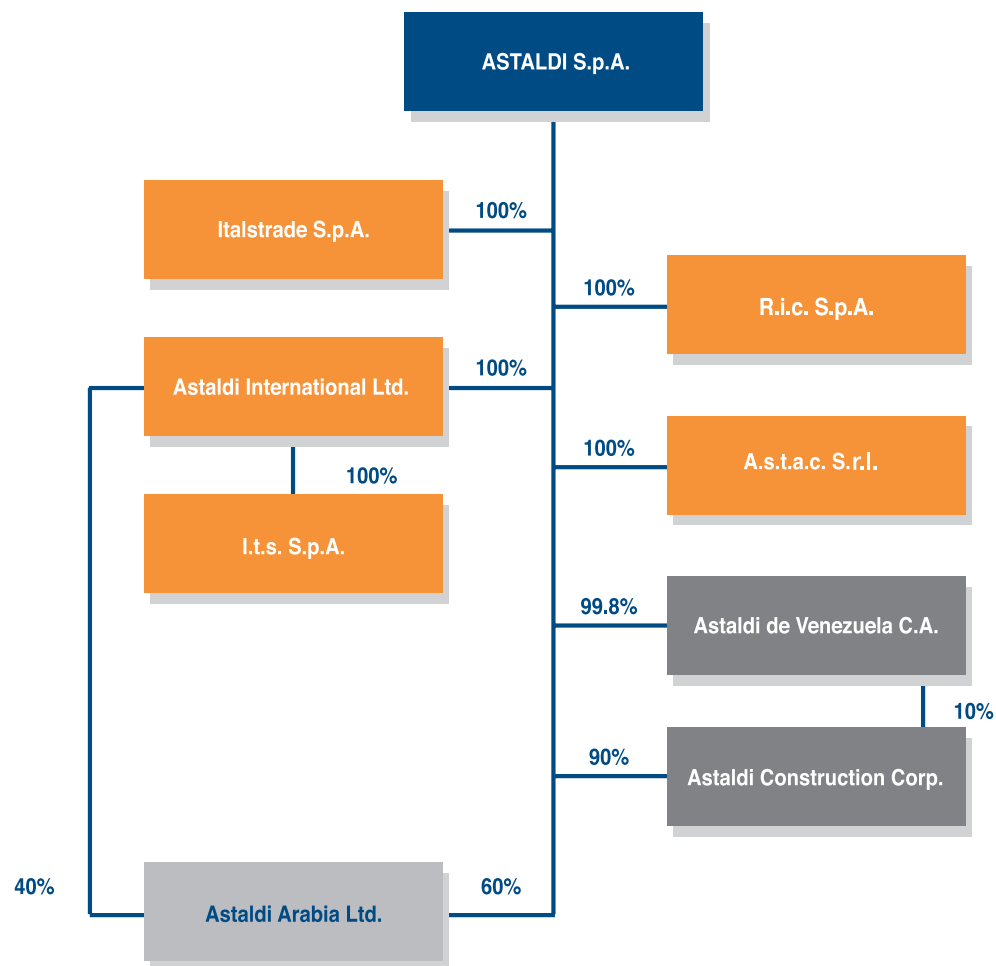 ASTALDI S.p.A.
Italstrade S.p.A.
100%
100%
R.i.c. S.p.A.
Astaldi International Ltd.
100%
100%
A.s.t.a.c. S.r.l.
100%
I.t.s. S.p.A.
99.8%
Astaldi de Venezuela C.A.
10%
90%
Astaldi Construction Corp.
40%
Astaldi Arabia Ltd.
60%